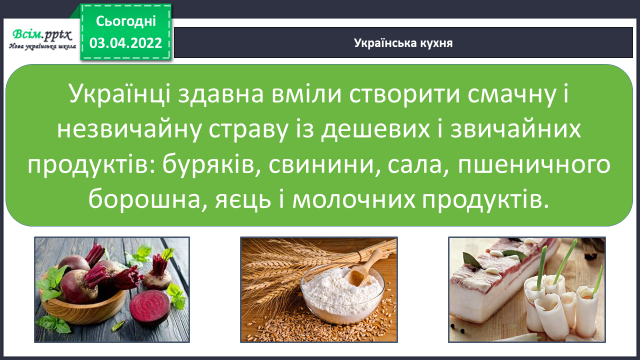 Всім.pptx
Нова українська школа
Сьогодні
03.04.2022
Українська кухня
Українці здавна вміли створити смачну і
незвичайну страву із дешевих і звичайних
продуктів: буряків, свинини, сала, пшеничного
борошна, яєць і молочних продуктів.